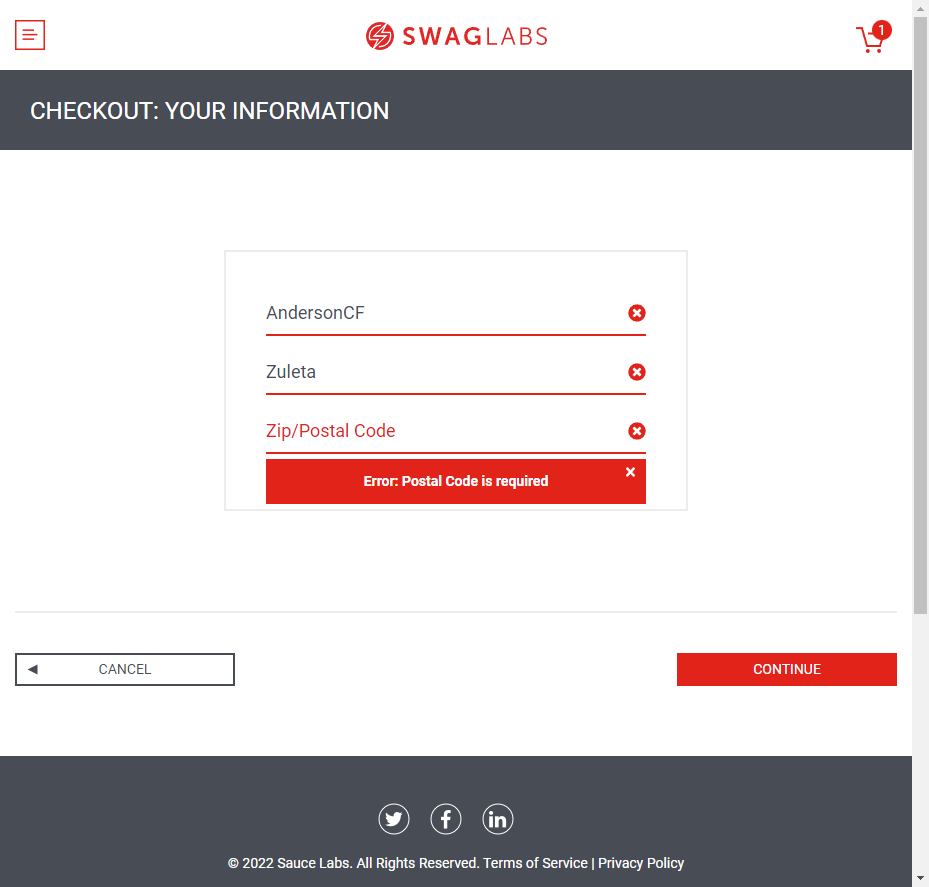 SWAGLABS
1
CHECKOUT: YOUR INFORMATION
AndersonCF
Zuleta
Zip/Postal Code
Error: Postal Code is required
CANCEL
CONTINUE
© 2022 Sauce Labs. All Rights Reserved. Terms of Service | Privacy Policy